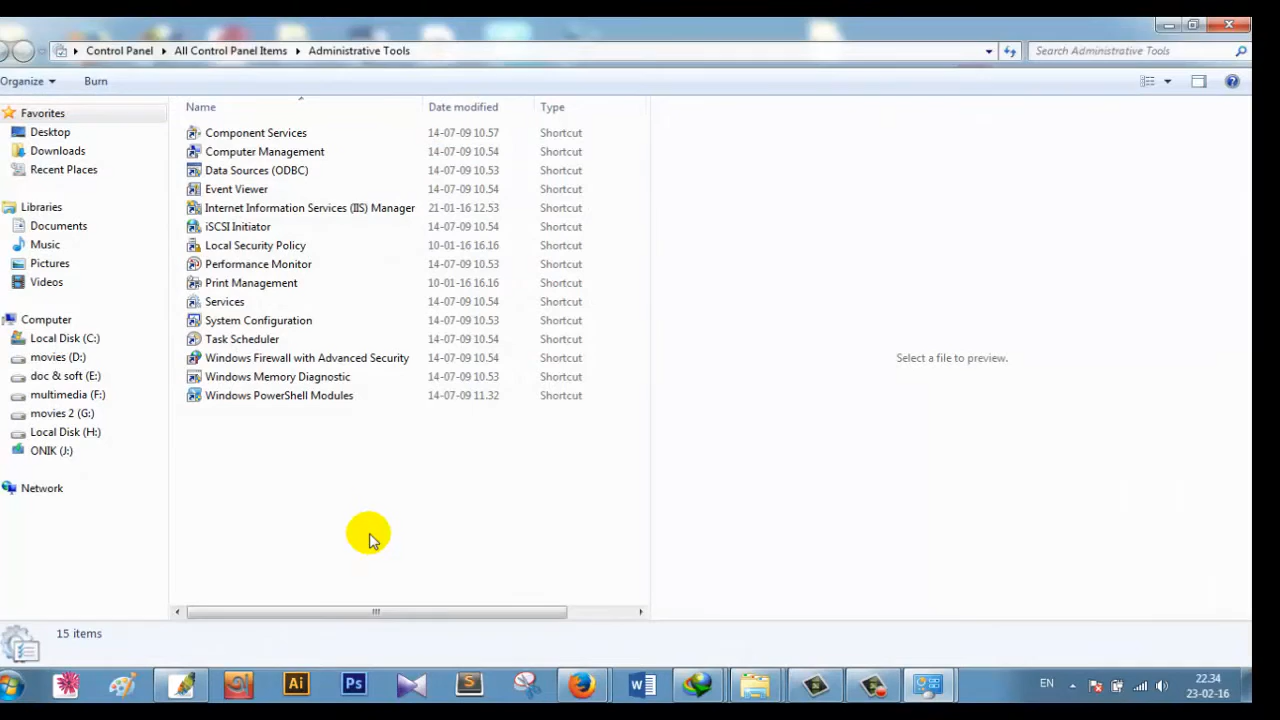 Control Panel All Control Panel Items Administrative Tools Search Administrative Tools
Organize Burn
Name Date modified Type
Favorites
Desktop
Downloads
Recent Places
Libraries
Documents
Music
Pictures
Videos
Computer
Local Disk (C:)
movies (D:)
doc & soft (E:)
multimedia (F:)
movies 2 (G:)
Local Disk (H:)
ONIK (J:)
Network
Component Services 14-07-09 10.57 Shortcut
Computer Management 14-07-09 10.54 Shortcut
Data Sources (ODBC) 14-07-09 10.53 Shortcut
Event Viewer 14-07-09 10.54 Shortcut
Internet Information Services (IIS) Manager 21-01-16 12.53 Shortcut
iSCSI Initiator 14-07-09 10.54 Shortcut
Local Security Policy 10-01-16 16.16 Shortcut
Performance Monitor 14-07-09 10.53 Shortcut
Print Management 10-01-16 16.16 Shortcut
Services 14-07-09 10.54 Shortcut
System Configuration 14-07-09 10.53 Shortcut
Task Scheduler 14-07-09 10.54 Shortcut
Windows Firewall with Advanced Security 14-07-09 10.54 Shortcut
Windows Memory Diagnostic 14-07-09 10.53 Shortcut
Windows PowerShell Modules 14-07-09 11.32 Shortcut
Select a file to preview.
15 items
Ai Ps S W EN 22.34
23-02-16